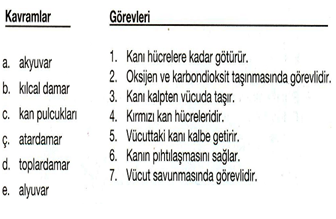 Kavramlar
Görevleri
a. akyuvar
b. kılcal damar
c. kan pulcukları
ç. atardamar
d. toplardamar
e. alyuvar
1. Kanı hücrelere kadar götürür.
2. Oksijen ve karbondioksit taşınmasında görevlidir.
3. Kanı kalpten vücuda taşır.
4. Kırmızı kan hücreleridir.
5. Vücuttaki kanı kalbe getirir.
6. Kanın pıhtılaşmasını sağlar.
7. Vücut savunmasında görevlidir.